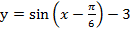 y = sin (x − π/6) − 3